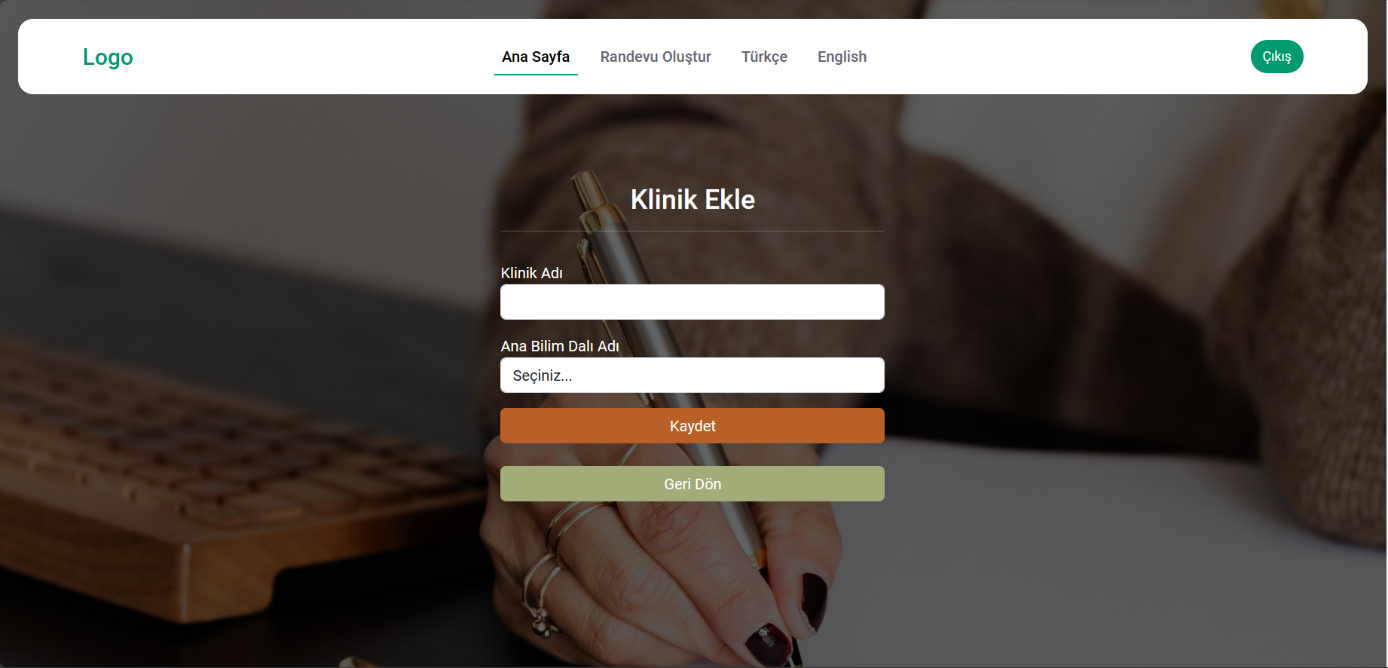 Logo
Ana Sayfa
Randevu Oluştur
Türkçe
English
Çıkış
Klinik Ekle
Klinik Adı
Ana Bilim Dalı Adı
Seçiniz...
Kaydet
Geri Dön